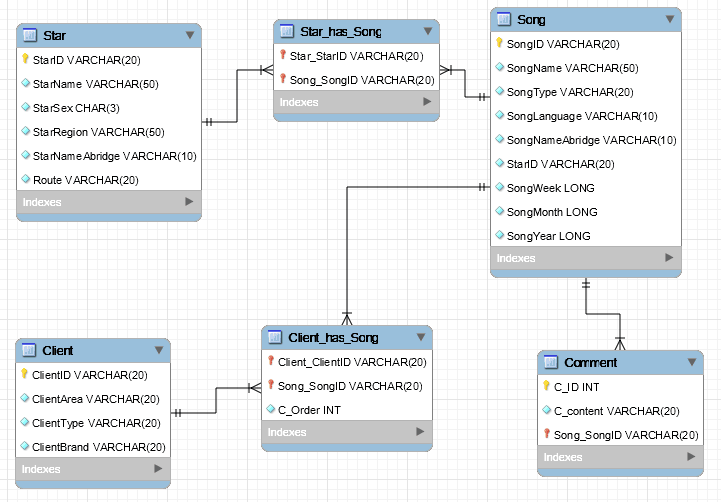 Star
StarID VARCHAR(20)
StarName VARCHAR(50)
StarSex CHAR(3)
StarRegion VARCHAR(50)
StarNameAbridge VARCHAR(10)
Route VARCHAR(20)
Indexes
Star_has_Song
Star_StarID VARCHAR(20)
Song_SongID VARCHAR(20)
Indexes
Song
SongID VARCHAR(20)
SongName VARCHAR(50)
SongType VARCHAR(20)
SongLanguage VARCHAR(10)
SongNameAbridge VARCHAR(10)
StarID VARCHAR(20)
SongWeek LONG
SongMonth LONG
SongYear LONG
Indexes
Client
ClientID VARCHAR(20)
ClientArea VARCHAR(20)
ClientType VARCHAR(20)
ClientBrand VARCHAR(20)
Indexes
Client_has_Song
Client_ClientID VARCHAR(20)
Song_SongID VARCHAR(20)
C_Order INT
Indexes
Comment
C_ID INT
C_content VARCHAR(20)
Song_SongID VARCHAR(20)
Indexes